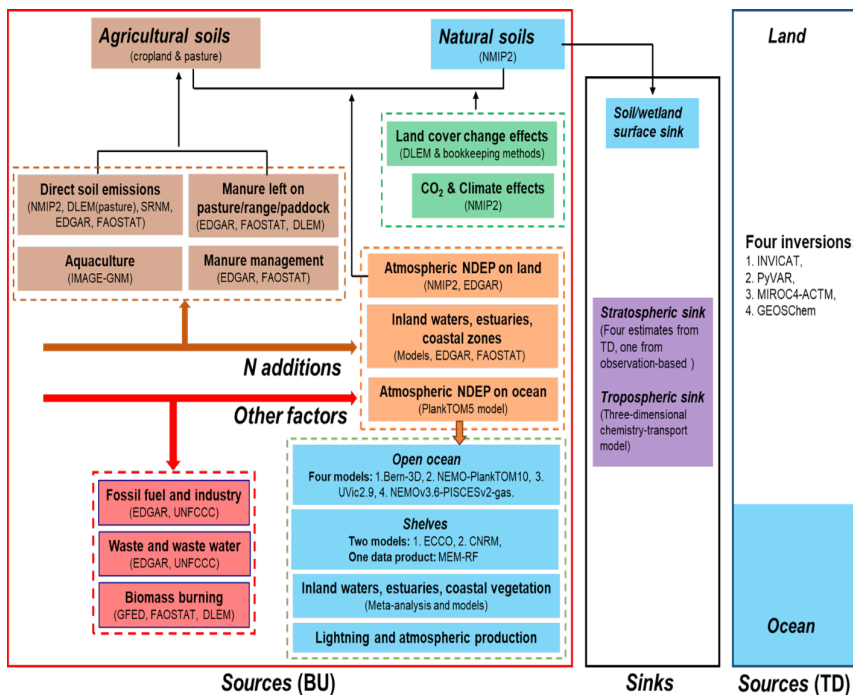 Agricultural soils
(cropland & pasture)
Natural soils
(NMIP2)
Land cover change effects
(DLEM & bookkeeping methods)
CO₂ & Climate effects
(NMIP2)
Direct soil emissions
(NMIP2, DLEM(pasture), SRNM,
EDGAR, FAOSTAT)
Manure left on
pasture/range/paddock
(EDGAR, FAOSTAT, DLEM)
Aquaculture
(IMAGE-GNM)
Manure management
(EDGAR, FAOSTAT)
Atmospheric NDEP on land
(NMIP2, EDGAR)
Inland waters, estuaries,
coastal zones
(Models, EDGAR, FAOSTAT)
Atmospheric NDEP on ocean
(PlankTOM5 model)
N additions
Other factors
Fossil fuel and industry
(EDGAR, UNFCCC)
Waste and waste water
(EDGAR, UNFCCC)
Biomass burning
(GFED, FAOSTAT, DLEM)
Open ocean
Four models: 1.Bern-3D, 2. NEMO-PlankTOM10, 3.
UVic2.9, 4. NEMOv3.6-PISCESv2-gas.
Shelves
Two models: 1. ECCO, 2. CNRM,
One data product: MEM-RF
Inland waters, estuaries, coastal vegetation
(Meta-analysis and models)
Lightning and atmospheric production
Sources (BU)
Soil/wetland
surface sink
Stratospheric sink
(Four estimates from
TD, one from
observation-based )
Tropospheric sink
(Three-dimensional
chemistry-transport
model)
Sinks
Land
Four inversions:
1. INVICAT,
2. PyVAR,
3. MIROC4-ACTM,
4. GEOSChem
Ocean
Sources (TD)